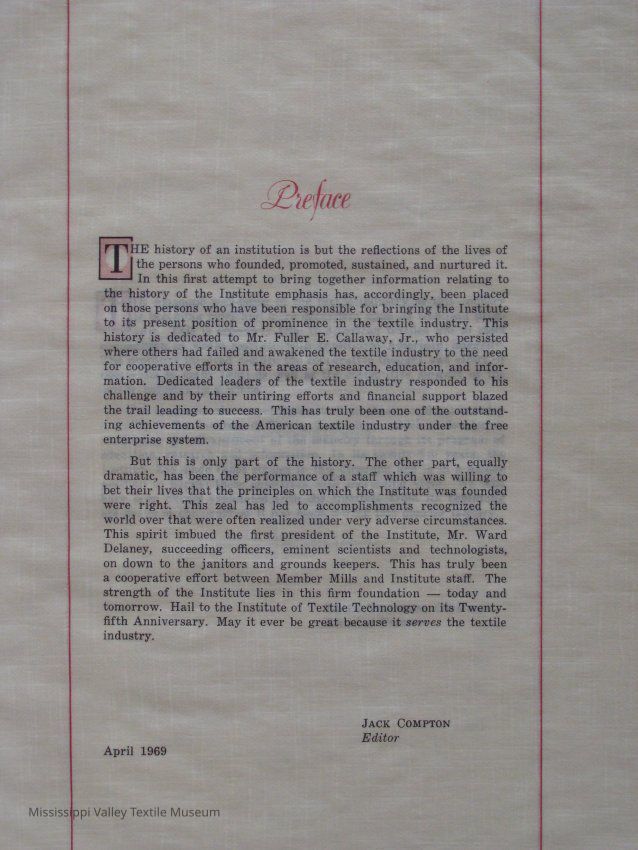 Preface
THE history of an institution is but the reflections of the lives of
the persons who founded, promoted, sustained, and nurtured it.
In this first attempt to bring together information relating to
the history of the Institute emphasis has, accordingly, been placed
on those persons who have been responsible for bringing the Institute
to its present position of prominence in the textile industry. This
history is dedicated to Mr. Fuller E. Callaway, Jr., who persisted
where others had failed and awakened the textile industry to the need
for cooperative efforts in the areas of research, education, and infor-
mation. Dedicated leaders of the textile industry responded to his
challenge and by their untiring efforts and financial support blazed
the trail leading to success. This has truly been one of the outstand-
ing achievements of the American textile industry under the free
enterprise system.
But this is only part of the history. The other part, equally
dramatic, has been the performance of a staff which was willing to
bet their lives that the principles on which the Institute was founded
were right. This zeal has led to accomplishments recognized the
world over that were often realized under very adverse circumstances.
This spirit imbued the first president of the Institute, Mr. Ward
Delaney, succeeding officers, eminent scientists and technologists,
on down to the janitors and grounds keepers. This has truly been
a cooperative effort between Member Mills and Institute staff. The
strength of the Institute lies in this firm foundation — today and
tomorrow. Hail to the Institute of Textile Technology on its Twenty-
fifth Anniversary. May it ever be great because it serves the textile
industry.
JACK COMPTON
Editor
April 1969
Mississippi Valley Textile Museum